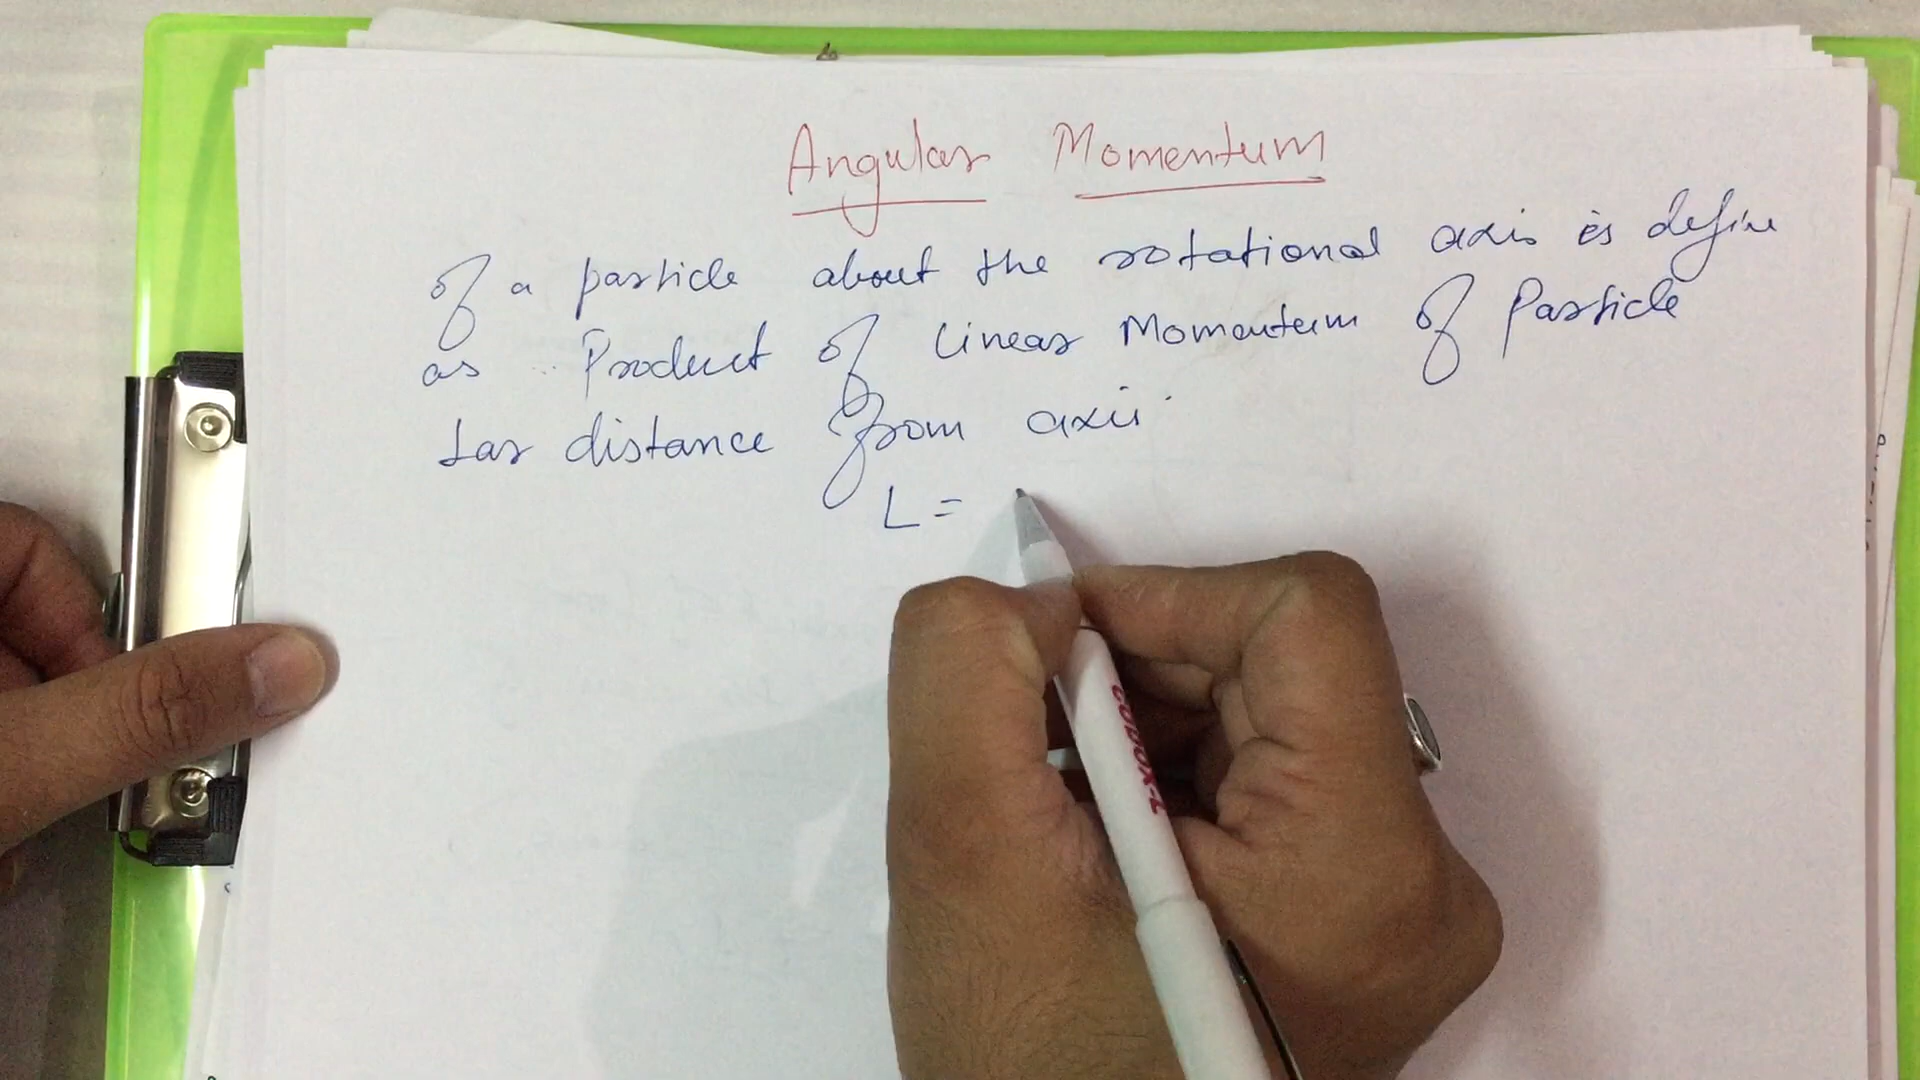 Angular Momentum
of a particle about the rotational axis is define
as Product of Linear Momentum of Particle
Lar distance from axis.
L =